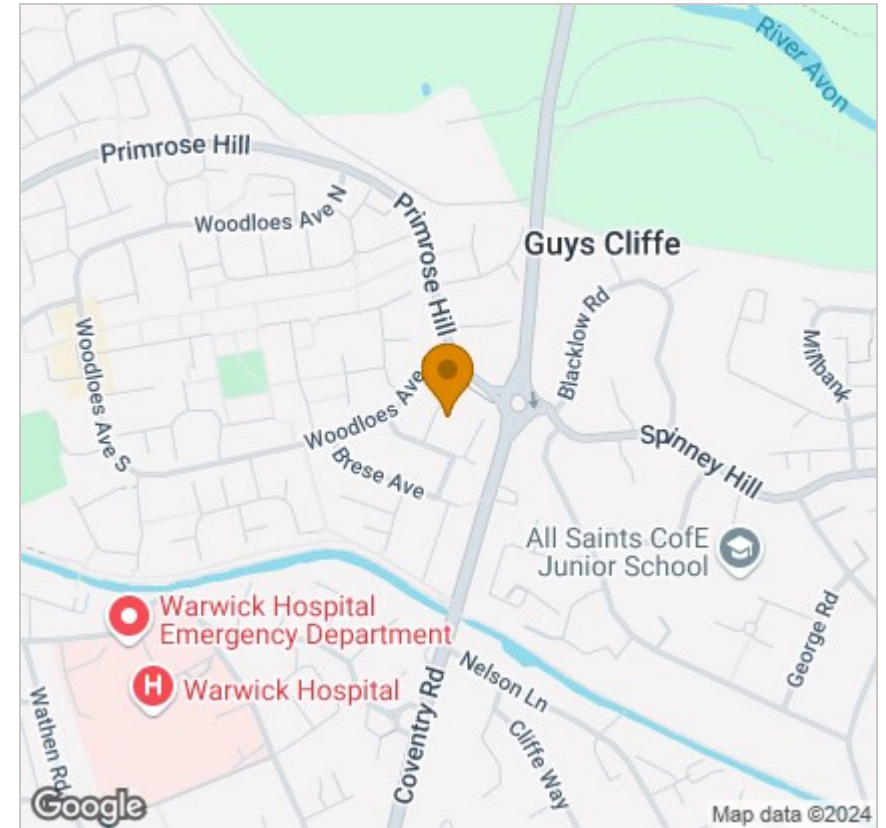 River Avon
Primrose Hill
Woodloes Ave N
Primrose Hill
Guys Cliffe
Blacklow Rd
Millbank
Woodloes Ave S
Woodloes Ave
Brese Ave
Spinney Hill
All Saints CofE
Junior School
Warwick Hospital
Emergency Department
H
Warwick Hospital
George Rd
Nelson Ln
Wathen Rd
Coventry Rd
Cliffe Way
Google
Map data ©2024